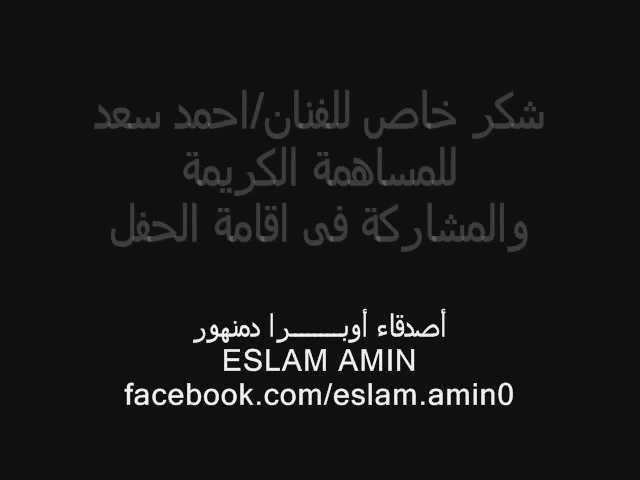 شكر خاص للفنان/احمد سعد
للمساهمة الكريمة
والمشاركة فى اقامة الحفل
أصدقاء أوبـــــــرا دمنهور
ESLAM AMIN
facebook.com/eslam.amin0